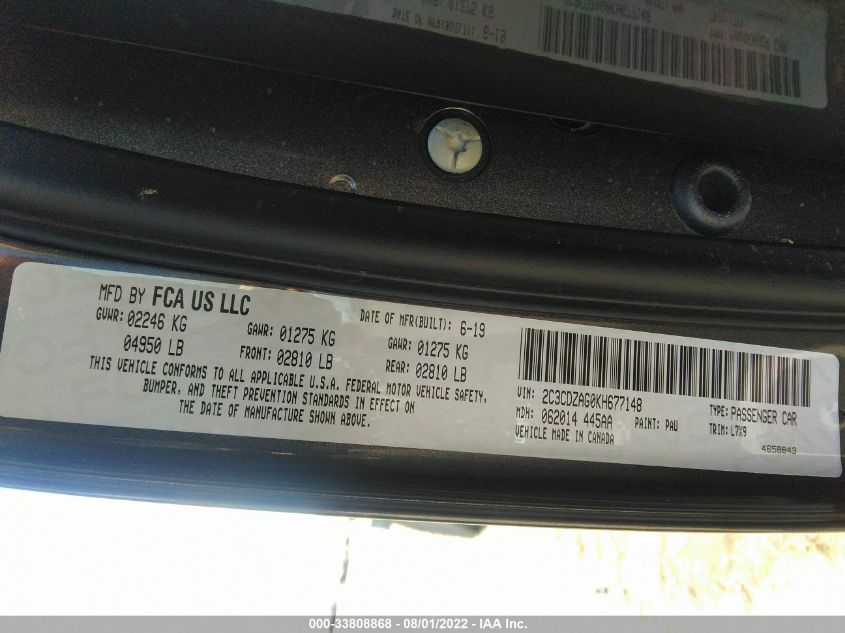 MFD BY FCA US LLC
DATE OF MFR(BUILT): 6-19
GVWR: 02246 KG
GAWR: 01275 KG
GAWR: 01275 KG
04950 LB
FRONT: 02810 LB
REAR: 02810 LB
THIS VEHICLE CONFORMS TO ALL APPLICABLE U.S.A. FEDERAL MOTOR VEHICLE SAFETY,
BUMPER, AND THEFT PREVENTION STANDARDS IN EFFECT ON
THE DATE OF MANUFACTURE SHOWN ABOVE.
VIN: 2C3CDZAG0KH677148
TYPE: PASSENGER CAR
MDH: 062014 445AA
PAINT: PAU
TRIM: L7X9
VEHICLE MADE IN CANADA
4658843
000-33808868 - 08/01/2022 - IAA Inc.